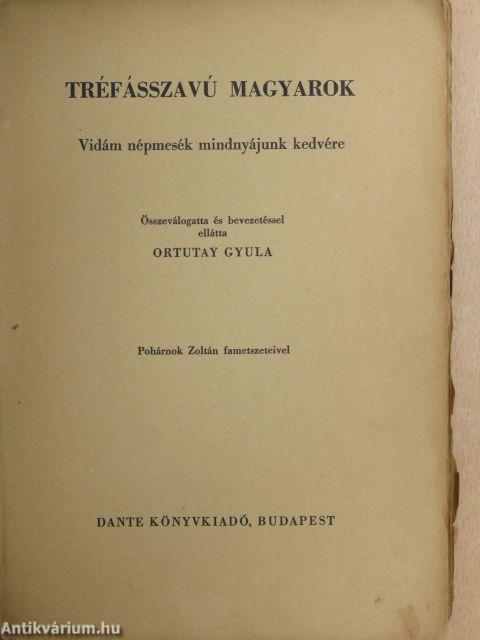 TRÉFÁSSZAVÚ MAGYAROK
Vidám népmesék mindnyájunk kedvére
Összeválogatta és bevezetéssel
ellátta
ORTUTAY GYULA
Pohárnok Zoltán fametszeteivel
DANTE KÖNYVKIADÓ, BUDAPEST
Antikvárium.hu